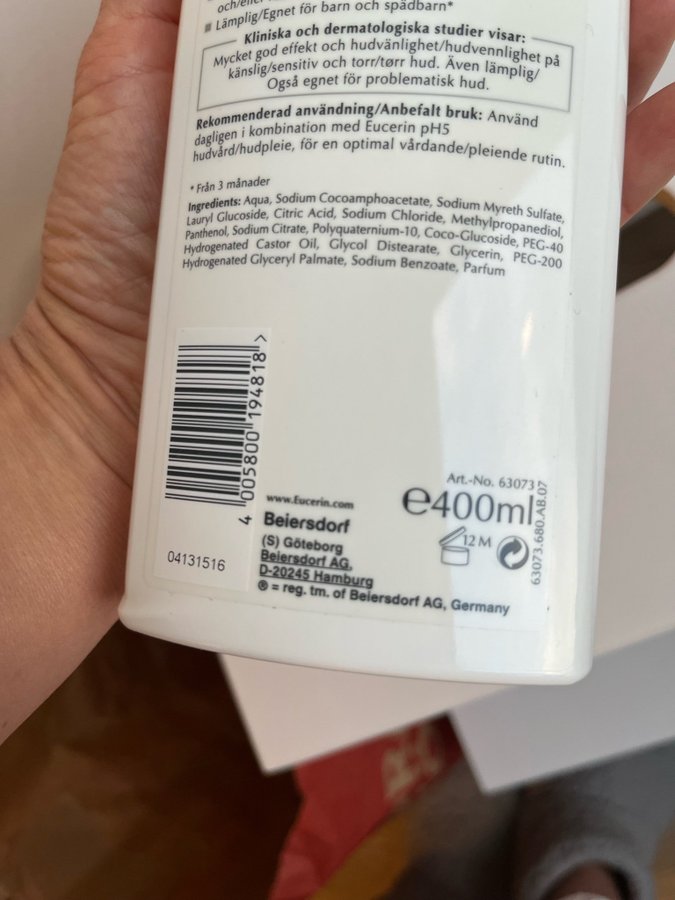 och/eller
■ Lämplig/Egnet för barn och spädbarn*
Kliniska och dermatologiska studier visar:
Mycket god effekt och hudvänlighet/hudvennlighet på
känslig/sensitiv och torr/tørr hud. Även lämplig/
Også egnet för problematisk hud.
Rekommenderad användning/Anbefalt bruk: Använd
dagligen i kombination med Eucerin pH5
hudvård/hudpleie, för en optimal vårdande/pleiende rutin.
* Från 3 månader
Ingredients: Aqua, Sodium Cocoamphoacetate, Sodium Myreth Sulfate,
Lauryl Glucoside, Citric Acid, Sodium Chloride, Methylpropanediol,
Panthenol, Sodium Citrate, Polyquaternium-10, Coco-Glucoside, PEG-40
Hydrogenated Castor Oil, Glycol Distearate, Glycerin, PEG-200
Hydrogenated Glyceryl Palmate, Sodium Benzoate, Parfum
4 005800 194818 >
04131516
www.Eucerin.com
Beiersdorf
(S) Göteborg
Beiersdorf AG,
D-20245 Hamburg
® = reg. tm. of Beiersdorf AG, Germany
Art.-No. 63073
℮400ml
12 M
63073.680.AB.07